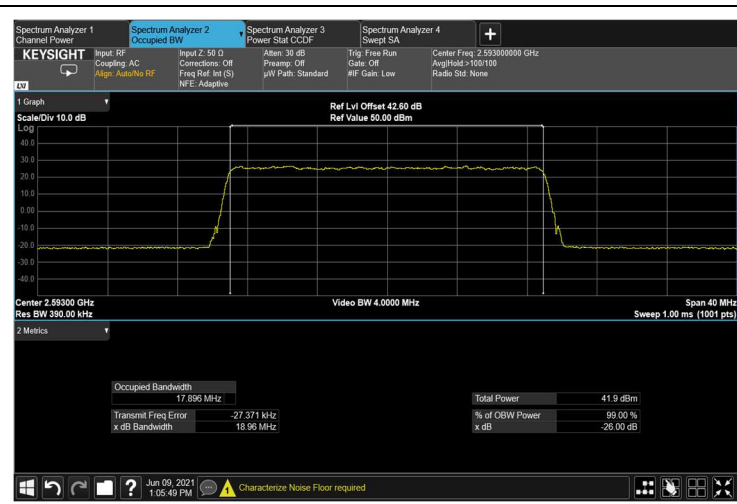 Spectrum Analyzer 1
Channel Power
Spectrum Analyzer 2
Occupied BW
Spectrum Analyzer 3
Power Stat CCDF
Spectrum Analyzer 4
Swept SA
KEYSIGHT
LXI
Input: RF
Coupling: AC
Align: Auto/No RF
Input Z: 50 Ω
Corrections: Off
Freq Ref: Int (S)
NFE: Adaptive
Atten: 30 dB
Preamp: Off
µW Path: Standard
Trig: Free Run
Gate: Off
#IF Gain: Low
Center Freq: 2.593000000 GHz
Avg|Hold:>100/100
Radio Std: None
1 Graph
Scale/Div 10.0 dB
Ref Lvl Offset 42.60 dB
Ref Value 50.00 dBm
Log
40.0
30.0
20.0
10.0
0.00
-10.0
-20.0
-30.0
-40.0
Center 2.59300 GHz
Res BW 390.00 kHz
Video BW 4.0000 MHz
Span 40 MHz
Sweep 1.00 ms (1001 pts)
2 Metrics
Occupied Bandwidth
17.896 MHz
Transmit Freq Error -27.371 kHz
x dB Bandwidth 18.96 MHz
Total Power 41.9 dBm
% of OBW Power 99.00 %
x dB -26.00 dB
?
Jun 09, 2021
1:05:49 PM
1
Characterize Noise Floor required